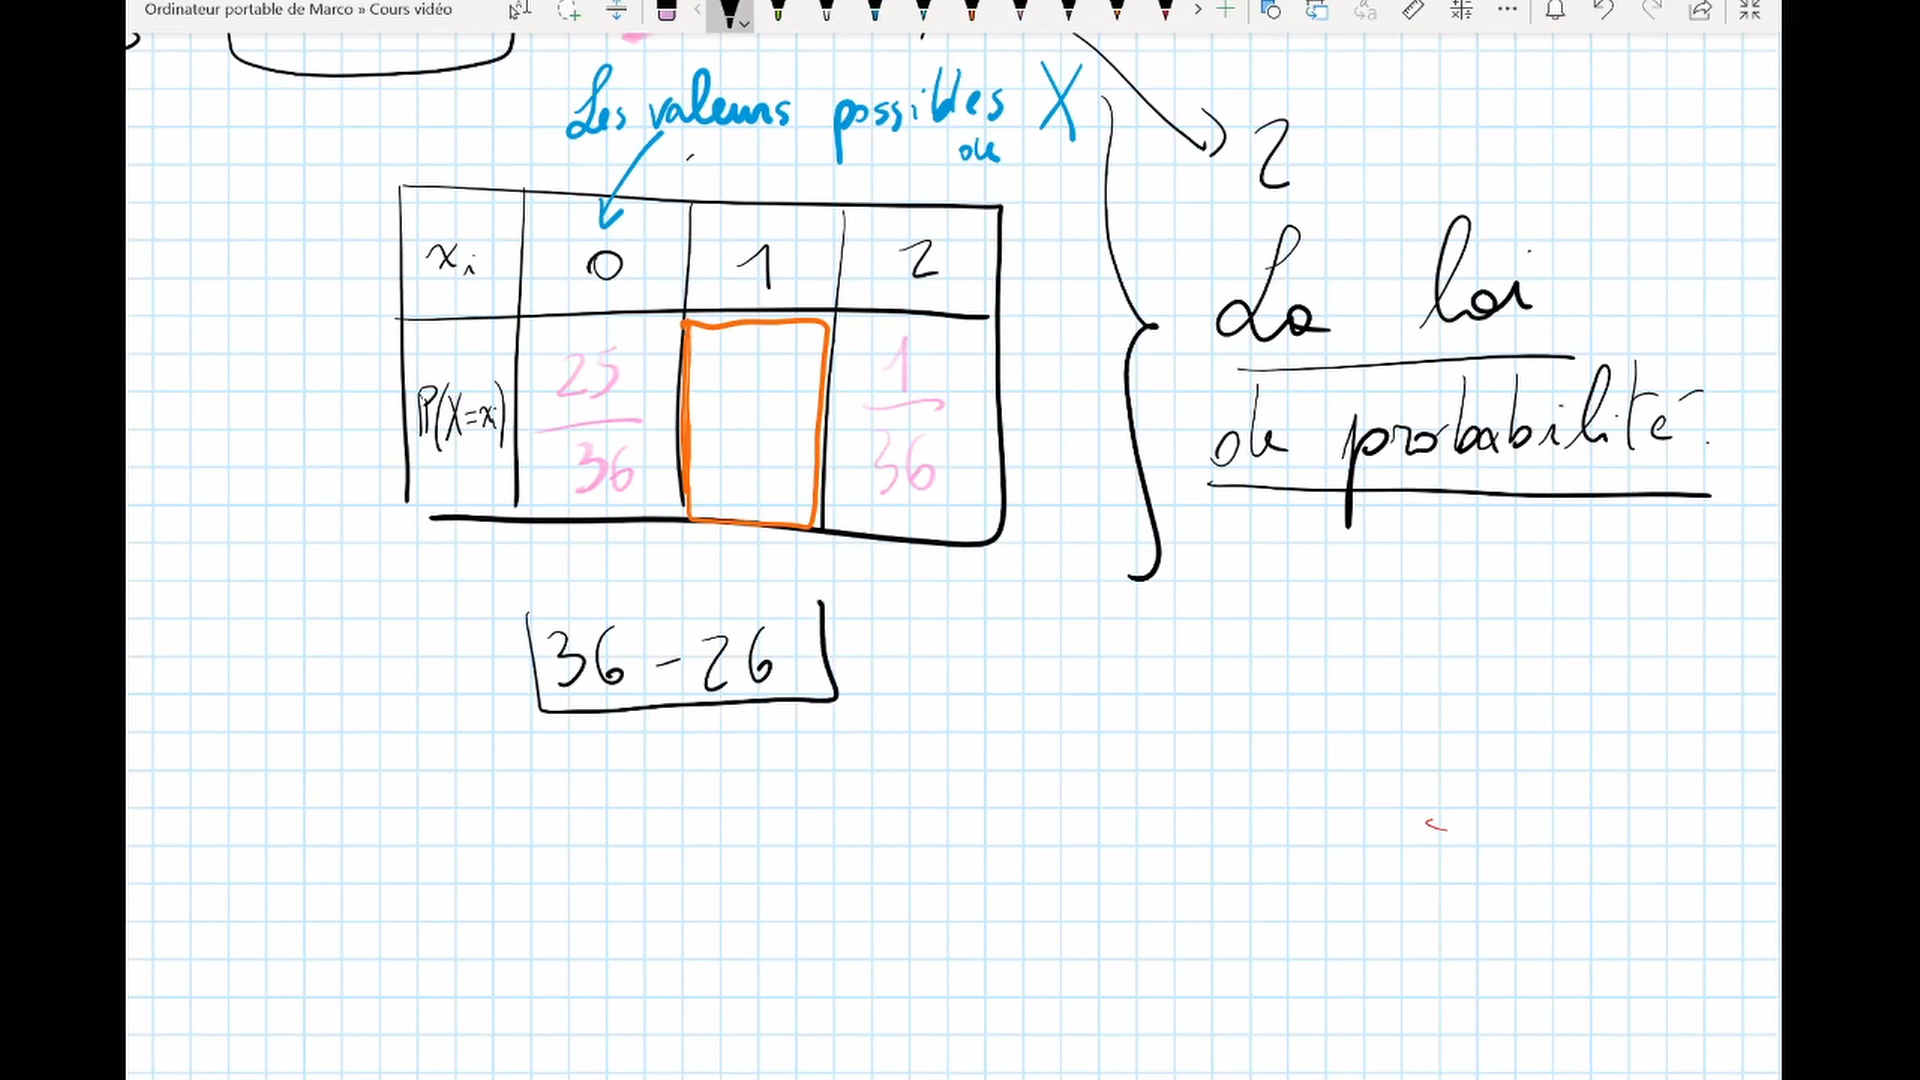 Ordinateur portable de Marco » Cours vidéo
Les valeurs possibles X
de
2
xi 0 1 2
P(X=xi) 25/36 1/36
La loi
de probabilité.
36 - 26